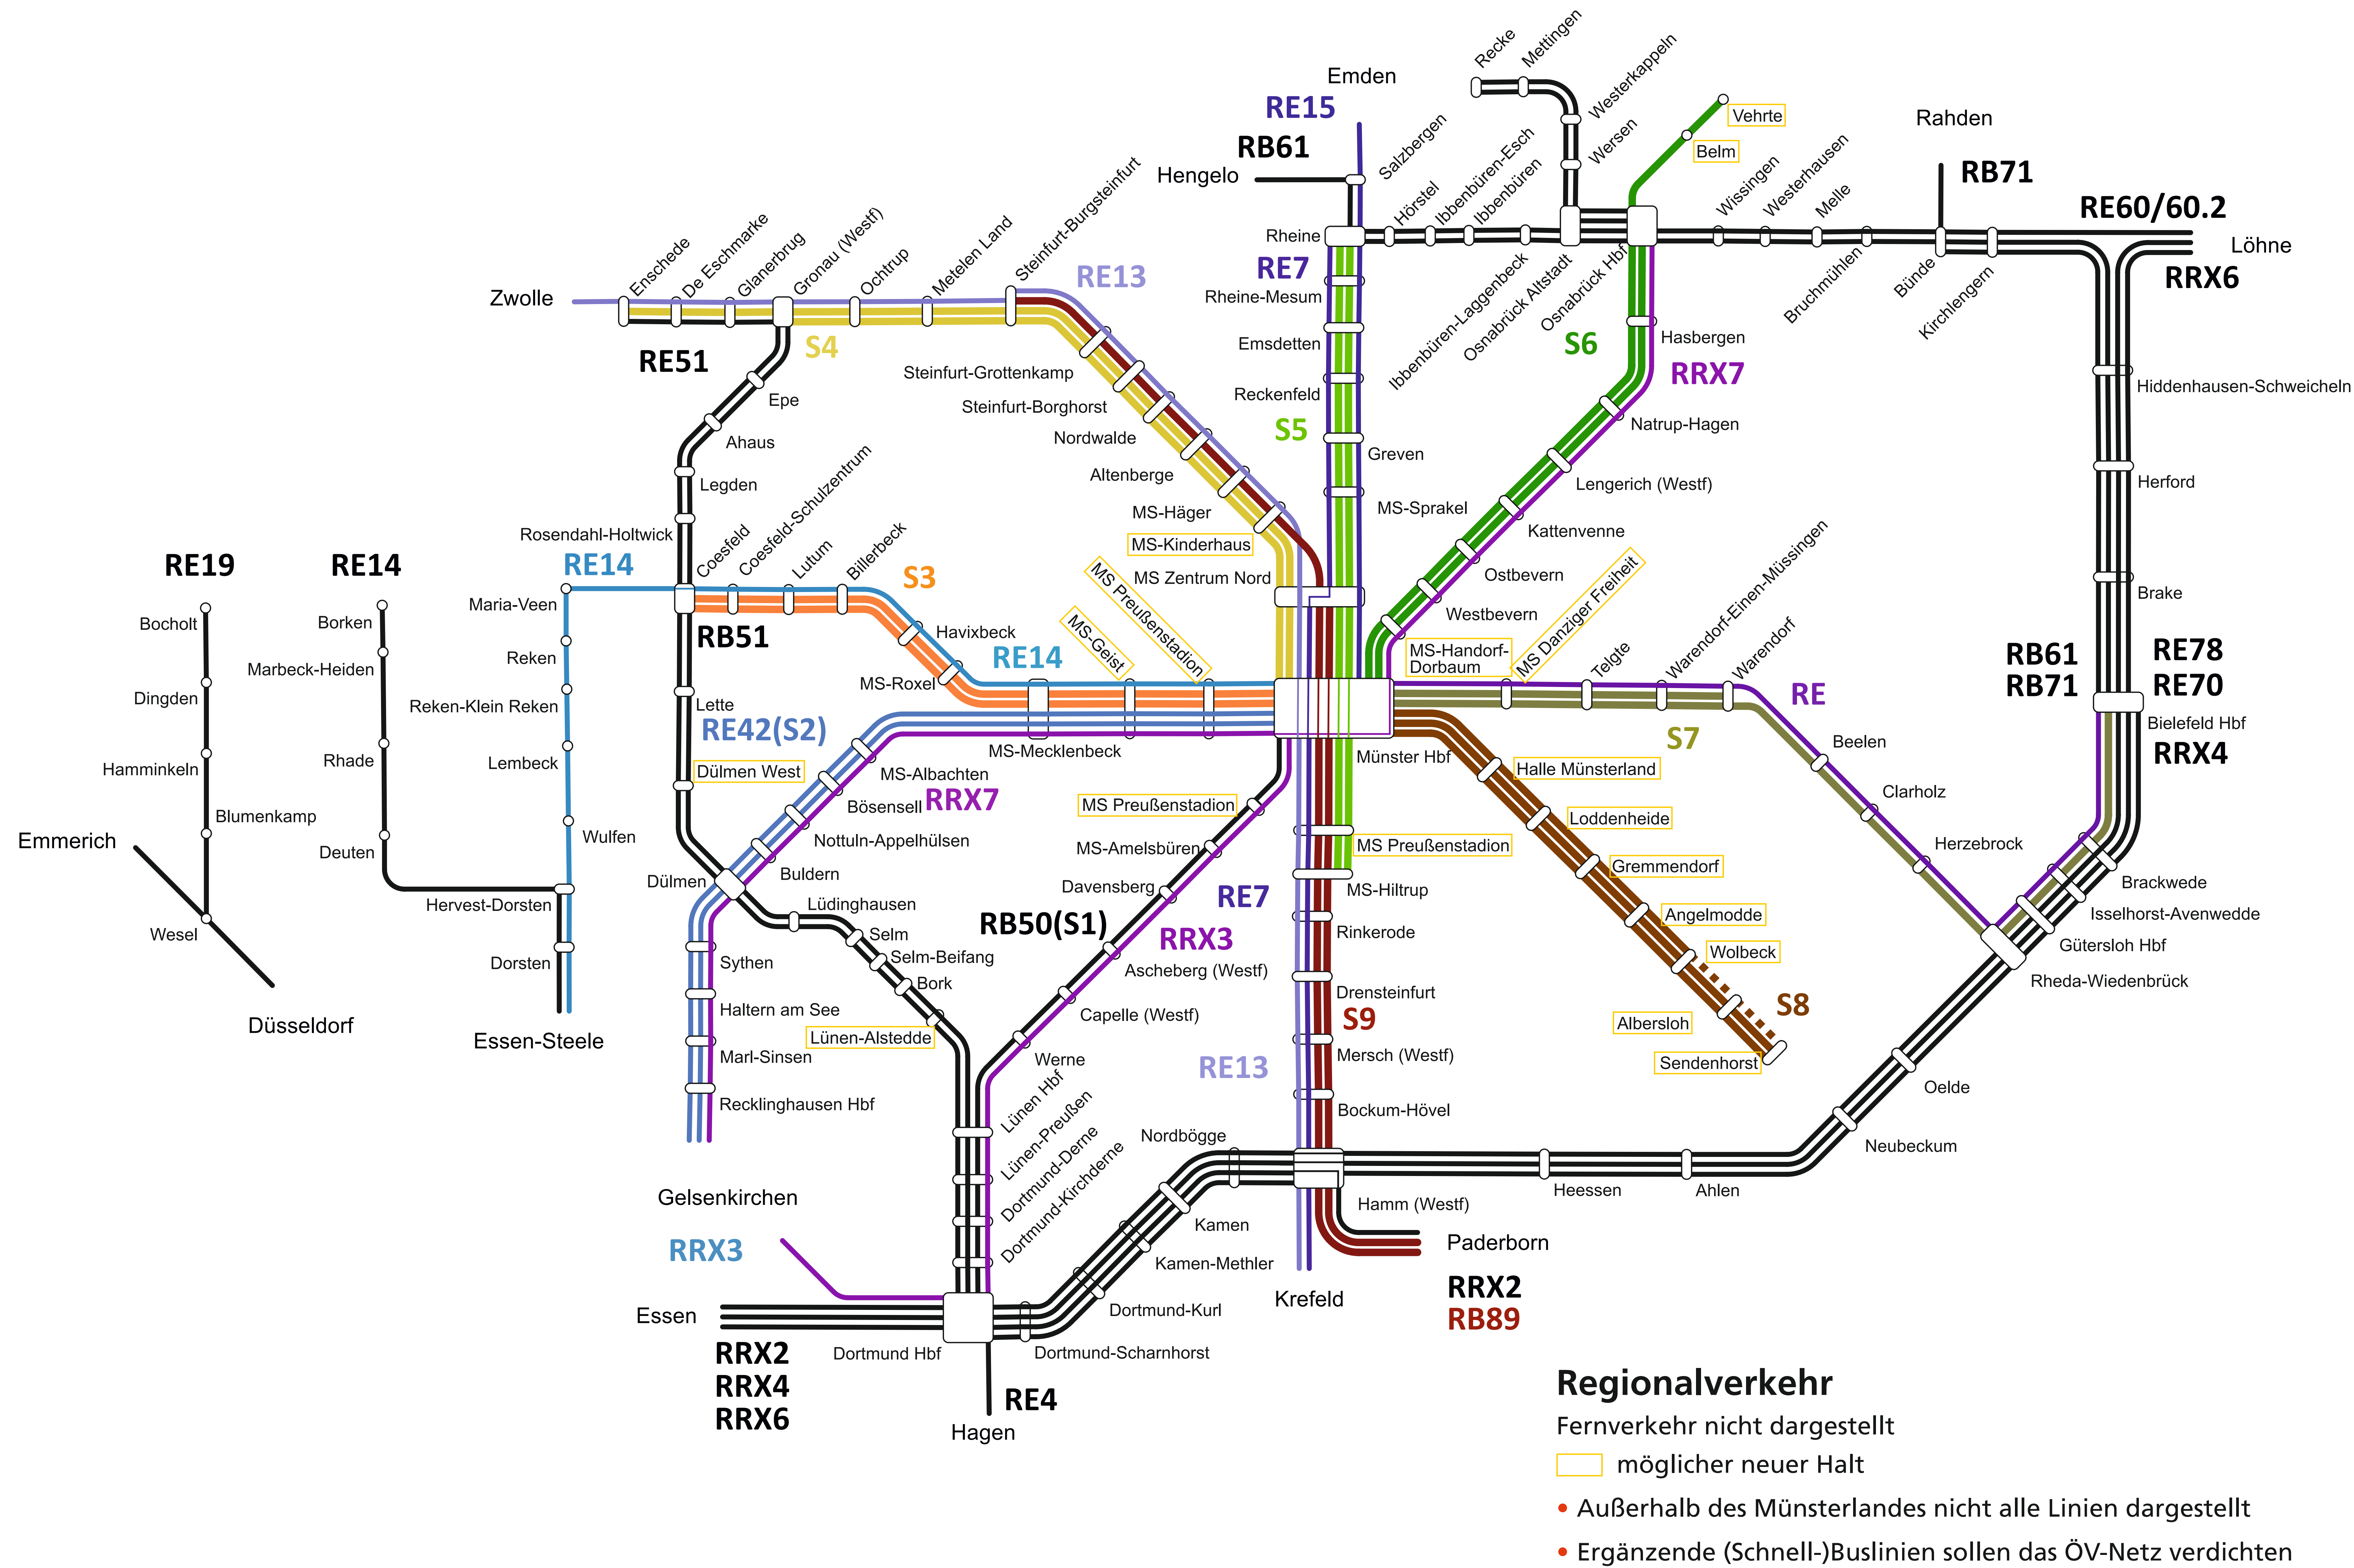 Emden
RE15
RB61
Hengelo
Salzbergen
Recke
Mettingen
Westerkappeln
Wersen
Vehrte
Belm
Rahden
RB71
RE60/60.2
Löhne
RRX6
Rheine
Hörstel
Ibbenbüren-Esch
Ibbenbüren
Ibbenbüren-Laggenbeck
Osnabrück Altstadt
Osnabrück Hbf
Wissingen
Westerhausen
Melle
Bruchmühlen
Bünde
Kirchlengern
Zwolle
Enschede
De Eschmarke
Glanerbrug
Gronau (Westf)
Ochtrup
Metelen Land
Steinfurt-Burgsteinfurt
RE13
RE51
S4
RE7
Rheine-Mesum
Emsdetten
Reckenfeld
S5
Greven
MS-Sprakel
S6
Hasbergen
RRX7
Natrup-Hagen
Lengerich (Westf)
Kattenvenne
Ostbevern
Westbevern
MS-Handorf-
Dorbaum
Hiddenhausen-Schweicheln
Herford
Brake
Epe
Ahaus
Legden
Rosendahl-Holtwick
Steinfurt-Grottenkamp
Steinfurt-Borghorst
Nordwalde
Altenberge
MS-Häger
MS-Kinderhaus
MS Zentrum Nord
RE19
Bocholt
Dingden
Hamminkeln
Blumenkamp
Emmerich
Wesel
Düsseldorf
RE14
Borken
Marbeck-Heiden
Rhade
Deuten
RE14
Maria-Veen
Reken
Reken-Klein Reken
Lembeck
Wulfen
Hervest-Dorsten
Dorsten
Essen-Steele
Coesfeld
Coesfeld-Schulzentrum
Lutum
Billerbeck
S3
RB51
Havixbeck
RE14
MS-Roxel
MS-Geist
MS Preußenstadion
MS-Mecklenbeck
Lette
RE42(S2)
Dülmen West
MS-Albachten
Bösensell
RRX7
Nottuln-Appelhülsen
Buldern
Dülmen
Münster Hbf
MS Danziger Freiheit
Telgte
Warendorf-Einen-Müssingen
Warendorf
RE
S7
Beelen
Clarholz
Herzebrock
RB61
RB71
RE78
RE70
Bielefeld Hbf
RRX4
Brackwede
Isselhorst-Avenwedde
Gütersloh Hbf
Rheda-Wiedenbrück
Oelde
Neubeckum
Halle Münsterland
Loddenheide
Gremmendorf
Angelmodde
Wolbeck
S8
Albersloh
Sendenhorst
MS Preußenstadion
MS-Amelsbüren
Davensberg
RB50(S1)
RRX3
Ascheberg (Westf)
Capelle (Westf)
Werne
MS Preußenstadion
MS-Hiltrup
RE7
Rinkerode
Drensteinfurt
S9
Mersch (Westf)
RE13
Bockum-Hövel
Lüdinghausen
Selm
Selm-Beifang
Bork
Lünen-Alstedde
Sythen
Haltern am See
Marl-Sinsen
Recklinghausen Hbf
Gelsenkirchen
RRX3
Lünen Hbf
Lünen-Preußen
Dortmund-Derne
Dortmund-Kirchderne
Nordbögge
Kamen
Kamen-Methler
Dortmund-Kurl
Dortmund-Scharnhorst
Dortmund Hbf
Essen
RRX2
RRX4
RRX6
RE4
Hagen
Heessen
Ahlen
Hamm (Westf)
Paderborn
RRX2
RB89
Krefeld
Regionalverkehr
Fernverkehr nicht dargestellt
möglicher neuer Halt
• Außerhalb des Münsterlandes nicht alle Linien dargestellt
• Ergänzende (Schnell-)Buslinien sollen das ÖV-Netz verdichten